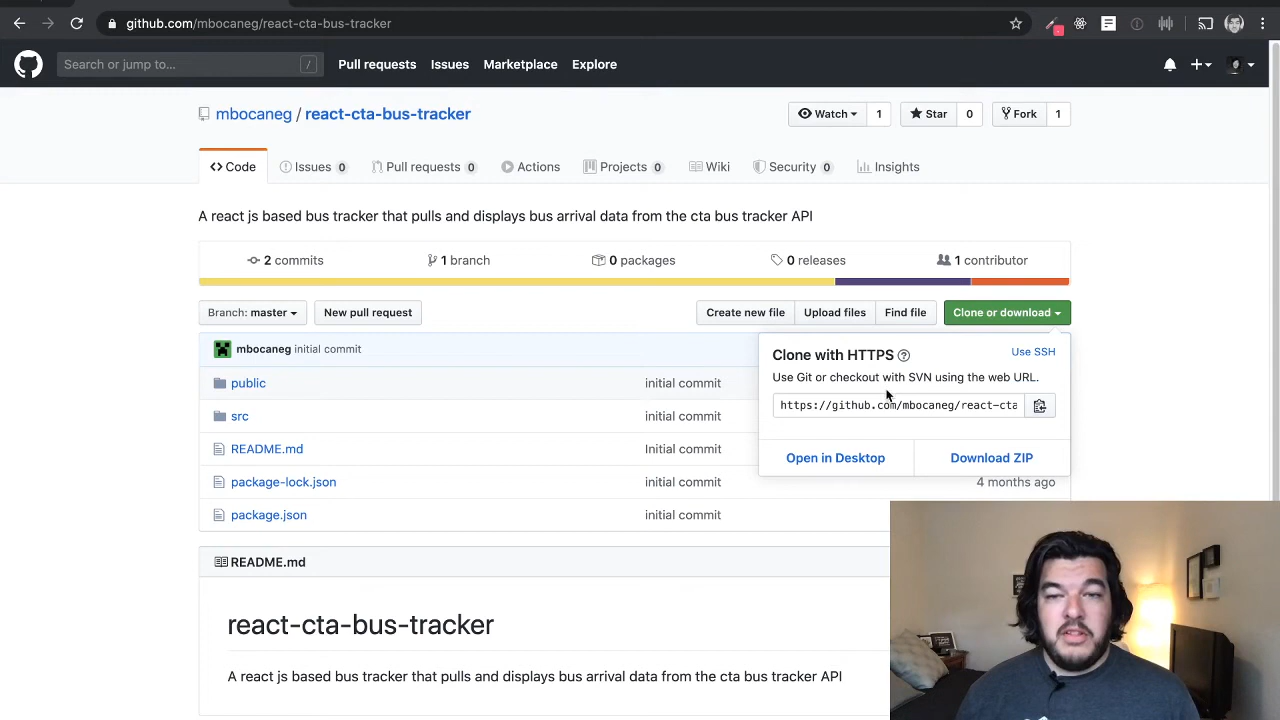 github.com/mbocaneg/react-cta-bus-tracker
Search or jump to... /
Pull requests Issues Marketplace Explore
mbocaneg / react-cta-bus-tracker
Watch 1 Star 0 Fork 1
Code Issues 0 Pull requests 0 Actions Projects 0 Wiki Security 0 Insights
A react js based bus tracker that pulls and displays bus arrival data from the cta bus tracker API
2 commits 1 branch 0 packages 0 releases 1 contributor
Branch: master New pull request Create new file Upload files Find file Clone or download
mbocaneg initial commit
Clone with HTTPS ? Use SSH
Use Git or checkout with SVN using the web URL.
https://github.com/mbocaneg/react-cta
Open in Desktop Download ZIP
public initial commit
src initial commit
README.md Initial commit
package-lock.json initial commit 4 months ago
package.json initial commit
README.md
react-cta-bus-tracker
A react js based bus tracker that pulls and displays bus arrival data from the cta bus tracker API